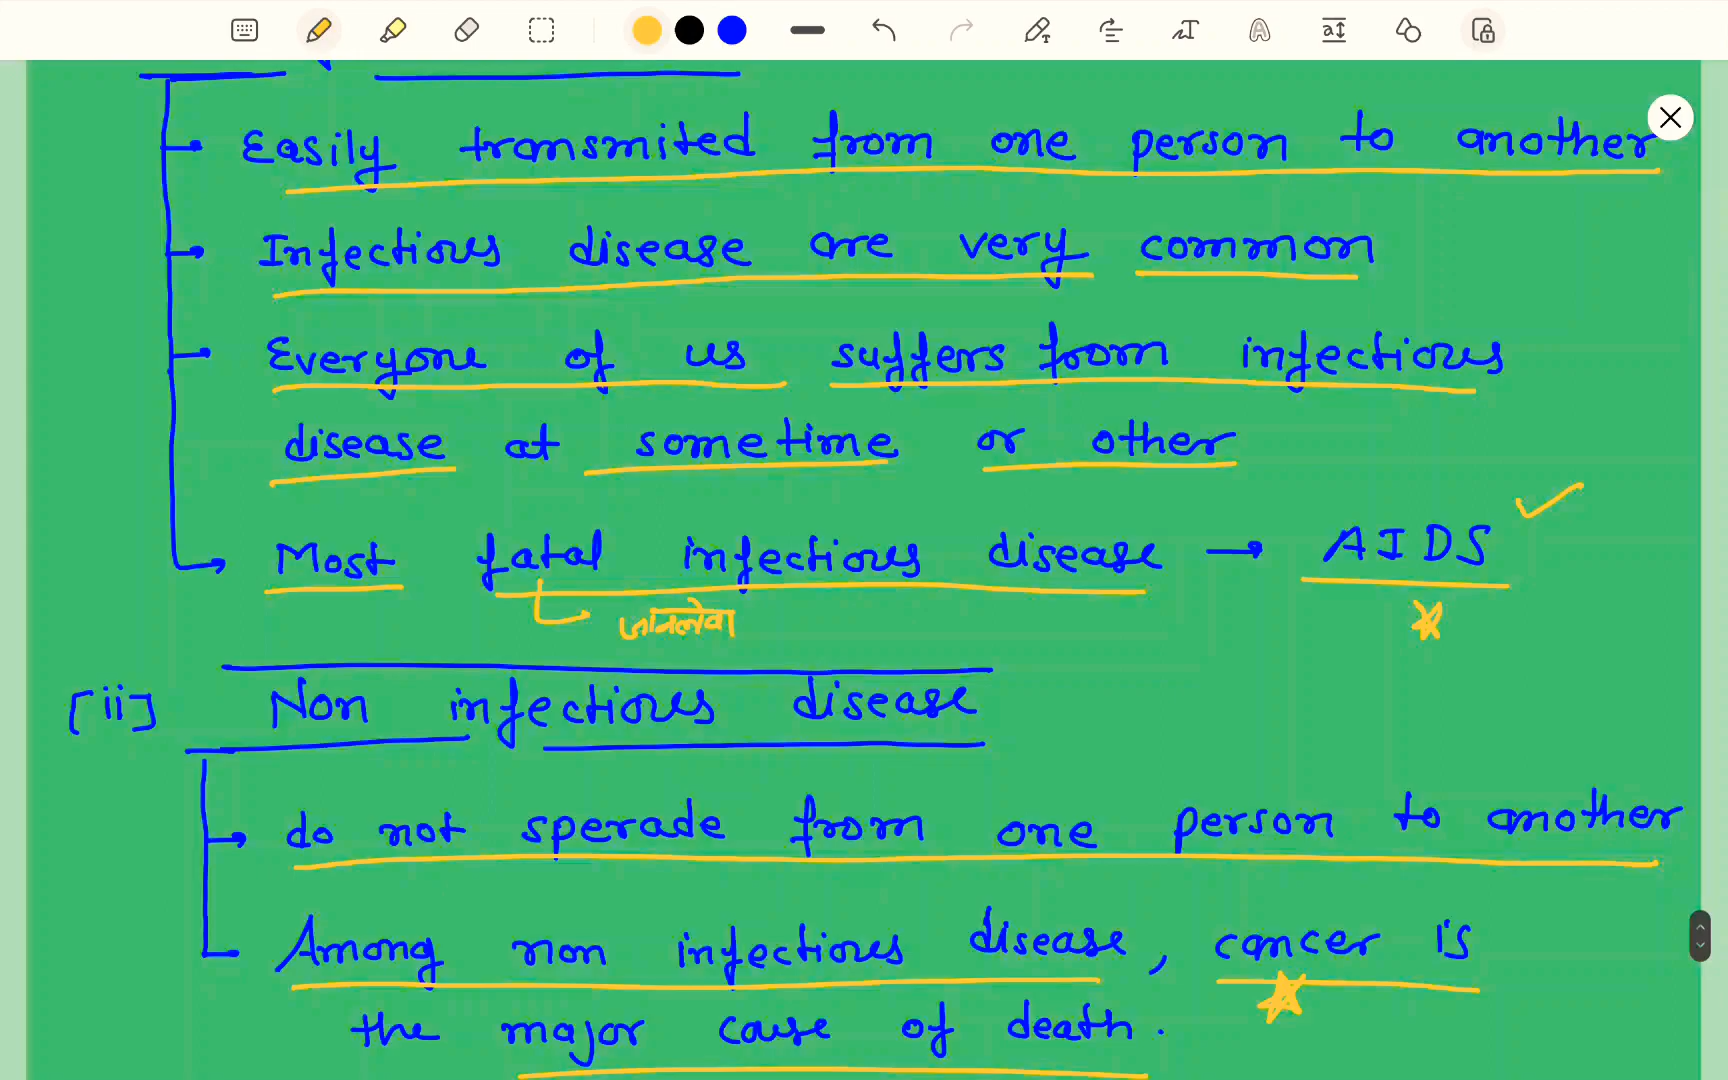 Easily transmited from one person to another
Infectious disease are very common
Everyone of us suffers from infectious
disease at sometime or other
Most fatal infectious disease → AIDS
जानलेवा
[ii] Non infectious disease
do not sperade from one person to another
Among non infectious disease, cancer is
the major cause of death.